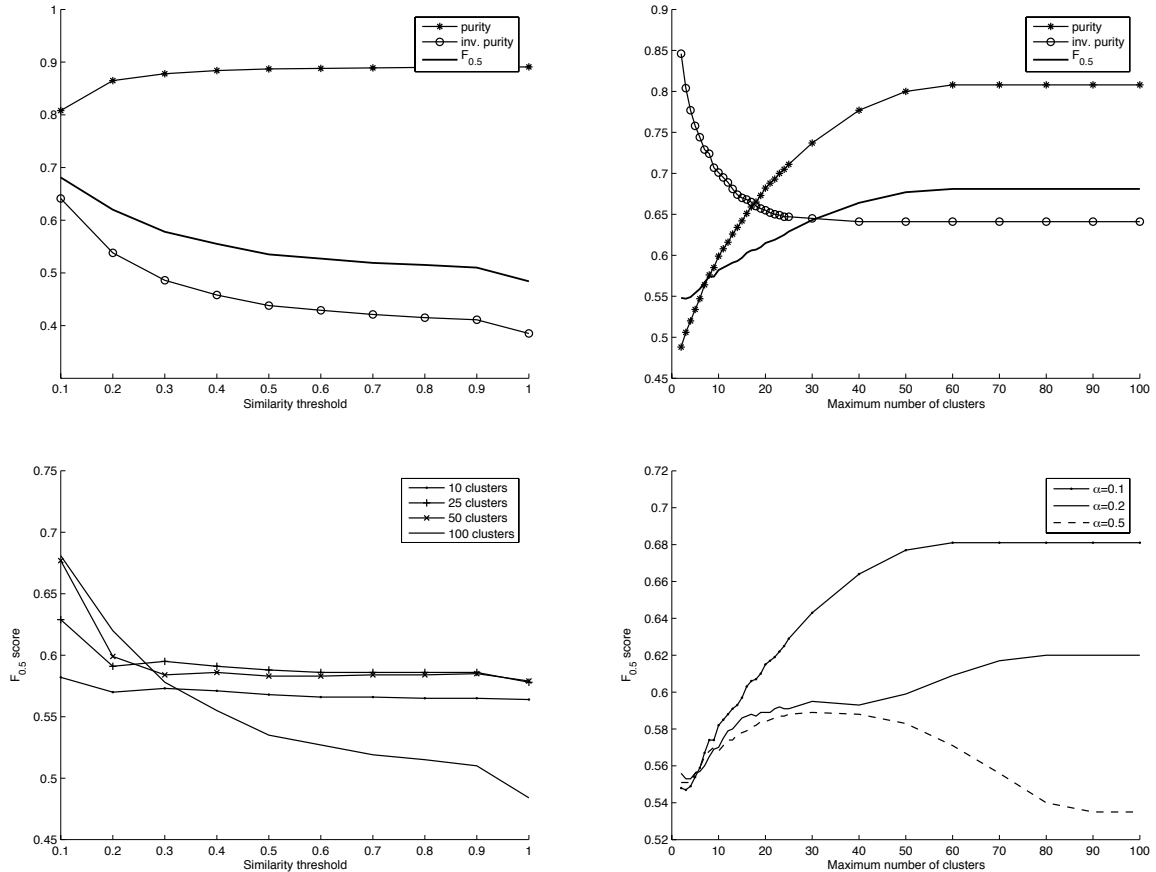 1
0.9
0.8
0.7
0.6
0.5
0.4
0.1 0.2 0.3 0.4 0.5 0.6 0.7 0.8 0.9 1
Similarity threshold
purity
inv. purity
F0.5
0.9
0.85
0.8
0.75
0.7
0.65
0.6
0.55
0.5
0.45
0 10 20 30 40 50 60 70 80 90 100
Maximum number of clusters
purity
inv. purity
F0.5
0.75
0.7
0.65
0.6
0.55
0.5
0.45
F0.5 score
0.1 0.2 0.3 0.4 0.5 0.6 0.7 0.8 0.9 1
Similarity threshold
10 clusters
25 clusters
50 clusters
100 clusters
0.72
0.7
0.68
0.66
0.64
0.62
0.6
0.58
0.56
0.54
0.52
F0.5 score
0 10 20 30 40 50 60 70 80 90 100
Maximum number of clusters
α=0.1
α=0.2
α=0.5